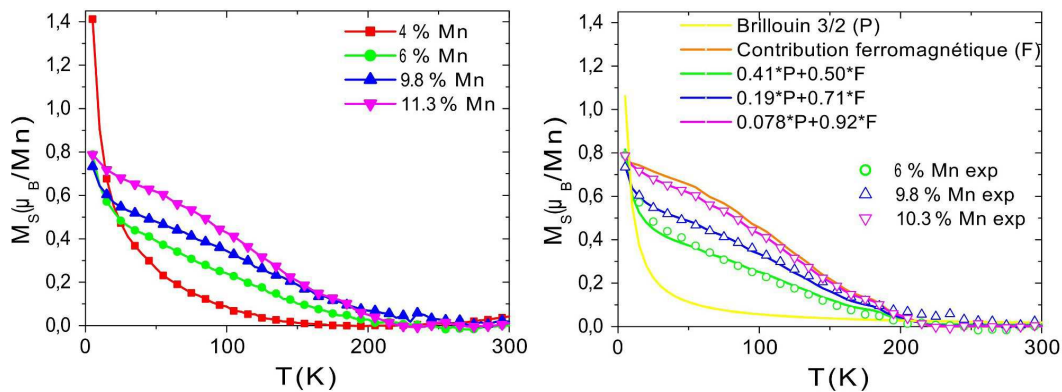 1,4
1,2
1,0
0,8
0,6
0,4
0,2
0,0
M_S(μ_B/Mn)
4 % Mn
6 % Mn
9.8 % Mn
11.3 % Mn
0
100
200
300
T(K)
1,4
1,2
1,0
0,8
0,6
0,4
0,2
0,0
M_S(μ_B/Mn)
Brillouin 3/2 (P)
Contribution ferromagnétique (F)
0.41*P+0.50*F
0.19*P+0.71*F
0.078*P+0.92*F
6 % Mn exp
9.8 % Mn exp
10.3 % Mn exp
0
100
200
300
T(K)